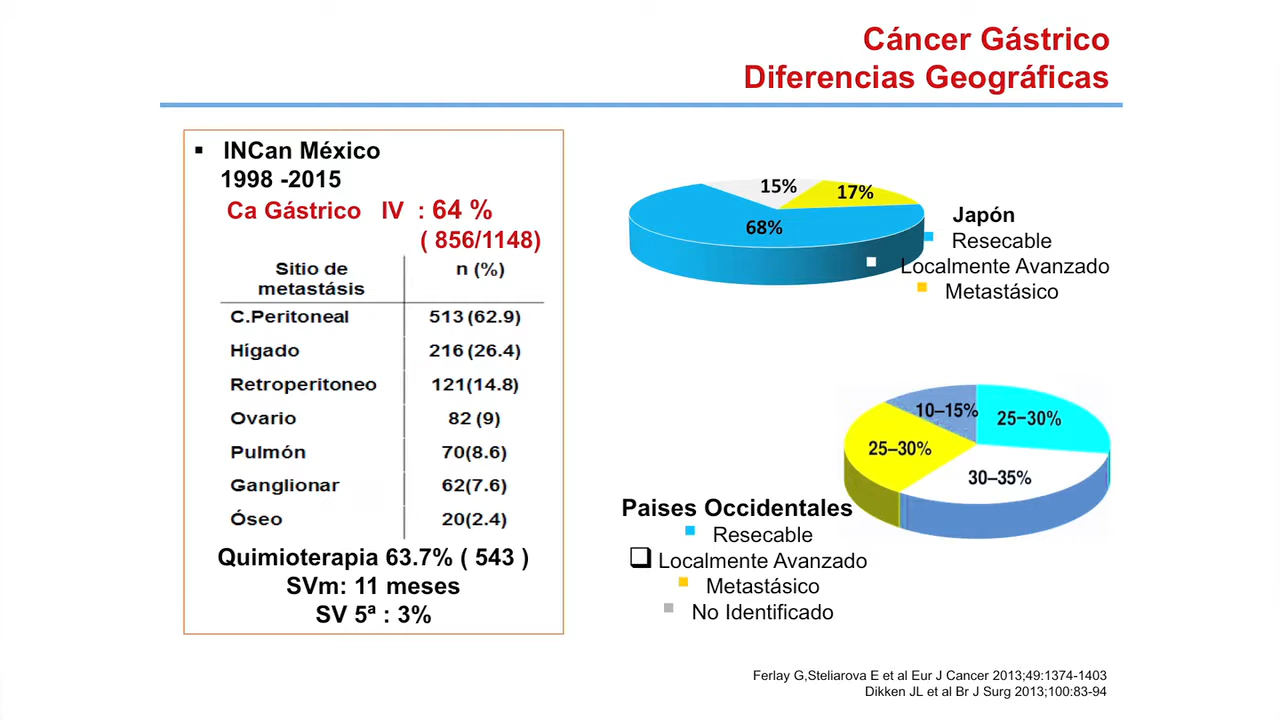 Cáncer Gástrico
Diferencias Geográficas
▪ INCan México
1998 -2015
Ca Gástrico IV : 64 %
( 856/1148)
Sitio de metastásis n (%)
C.Peritoneal 513 (62.9)
Hígado 216 (26.4)
Retroperitoneo 121(14.8)
Ovario 82 (9)
Pulmón 70(8.6)
Ganglionar 62(7.6)
Óseo 20(2.4)
Quimioterapia 63.7% ( 543 )
SVm: 11 meses
SV 5ª : 3%
15%
17%
68%
Japón
Resecable
Localmente Avanzado
Metastásico
10–15%
25–30%
25–30%
30–35%
Paises Occidentales
Resecable
Localmente Avanzado
Metastásico
No Identificado
Ferlay G,Steliarova E et al Eur J Cancer 2013;49:1374-1403
Dikken JL et al Br J Surg 2013;100:83-94